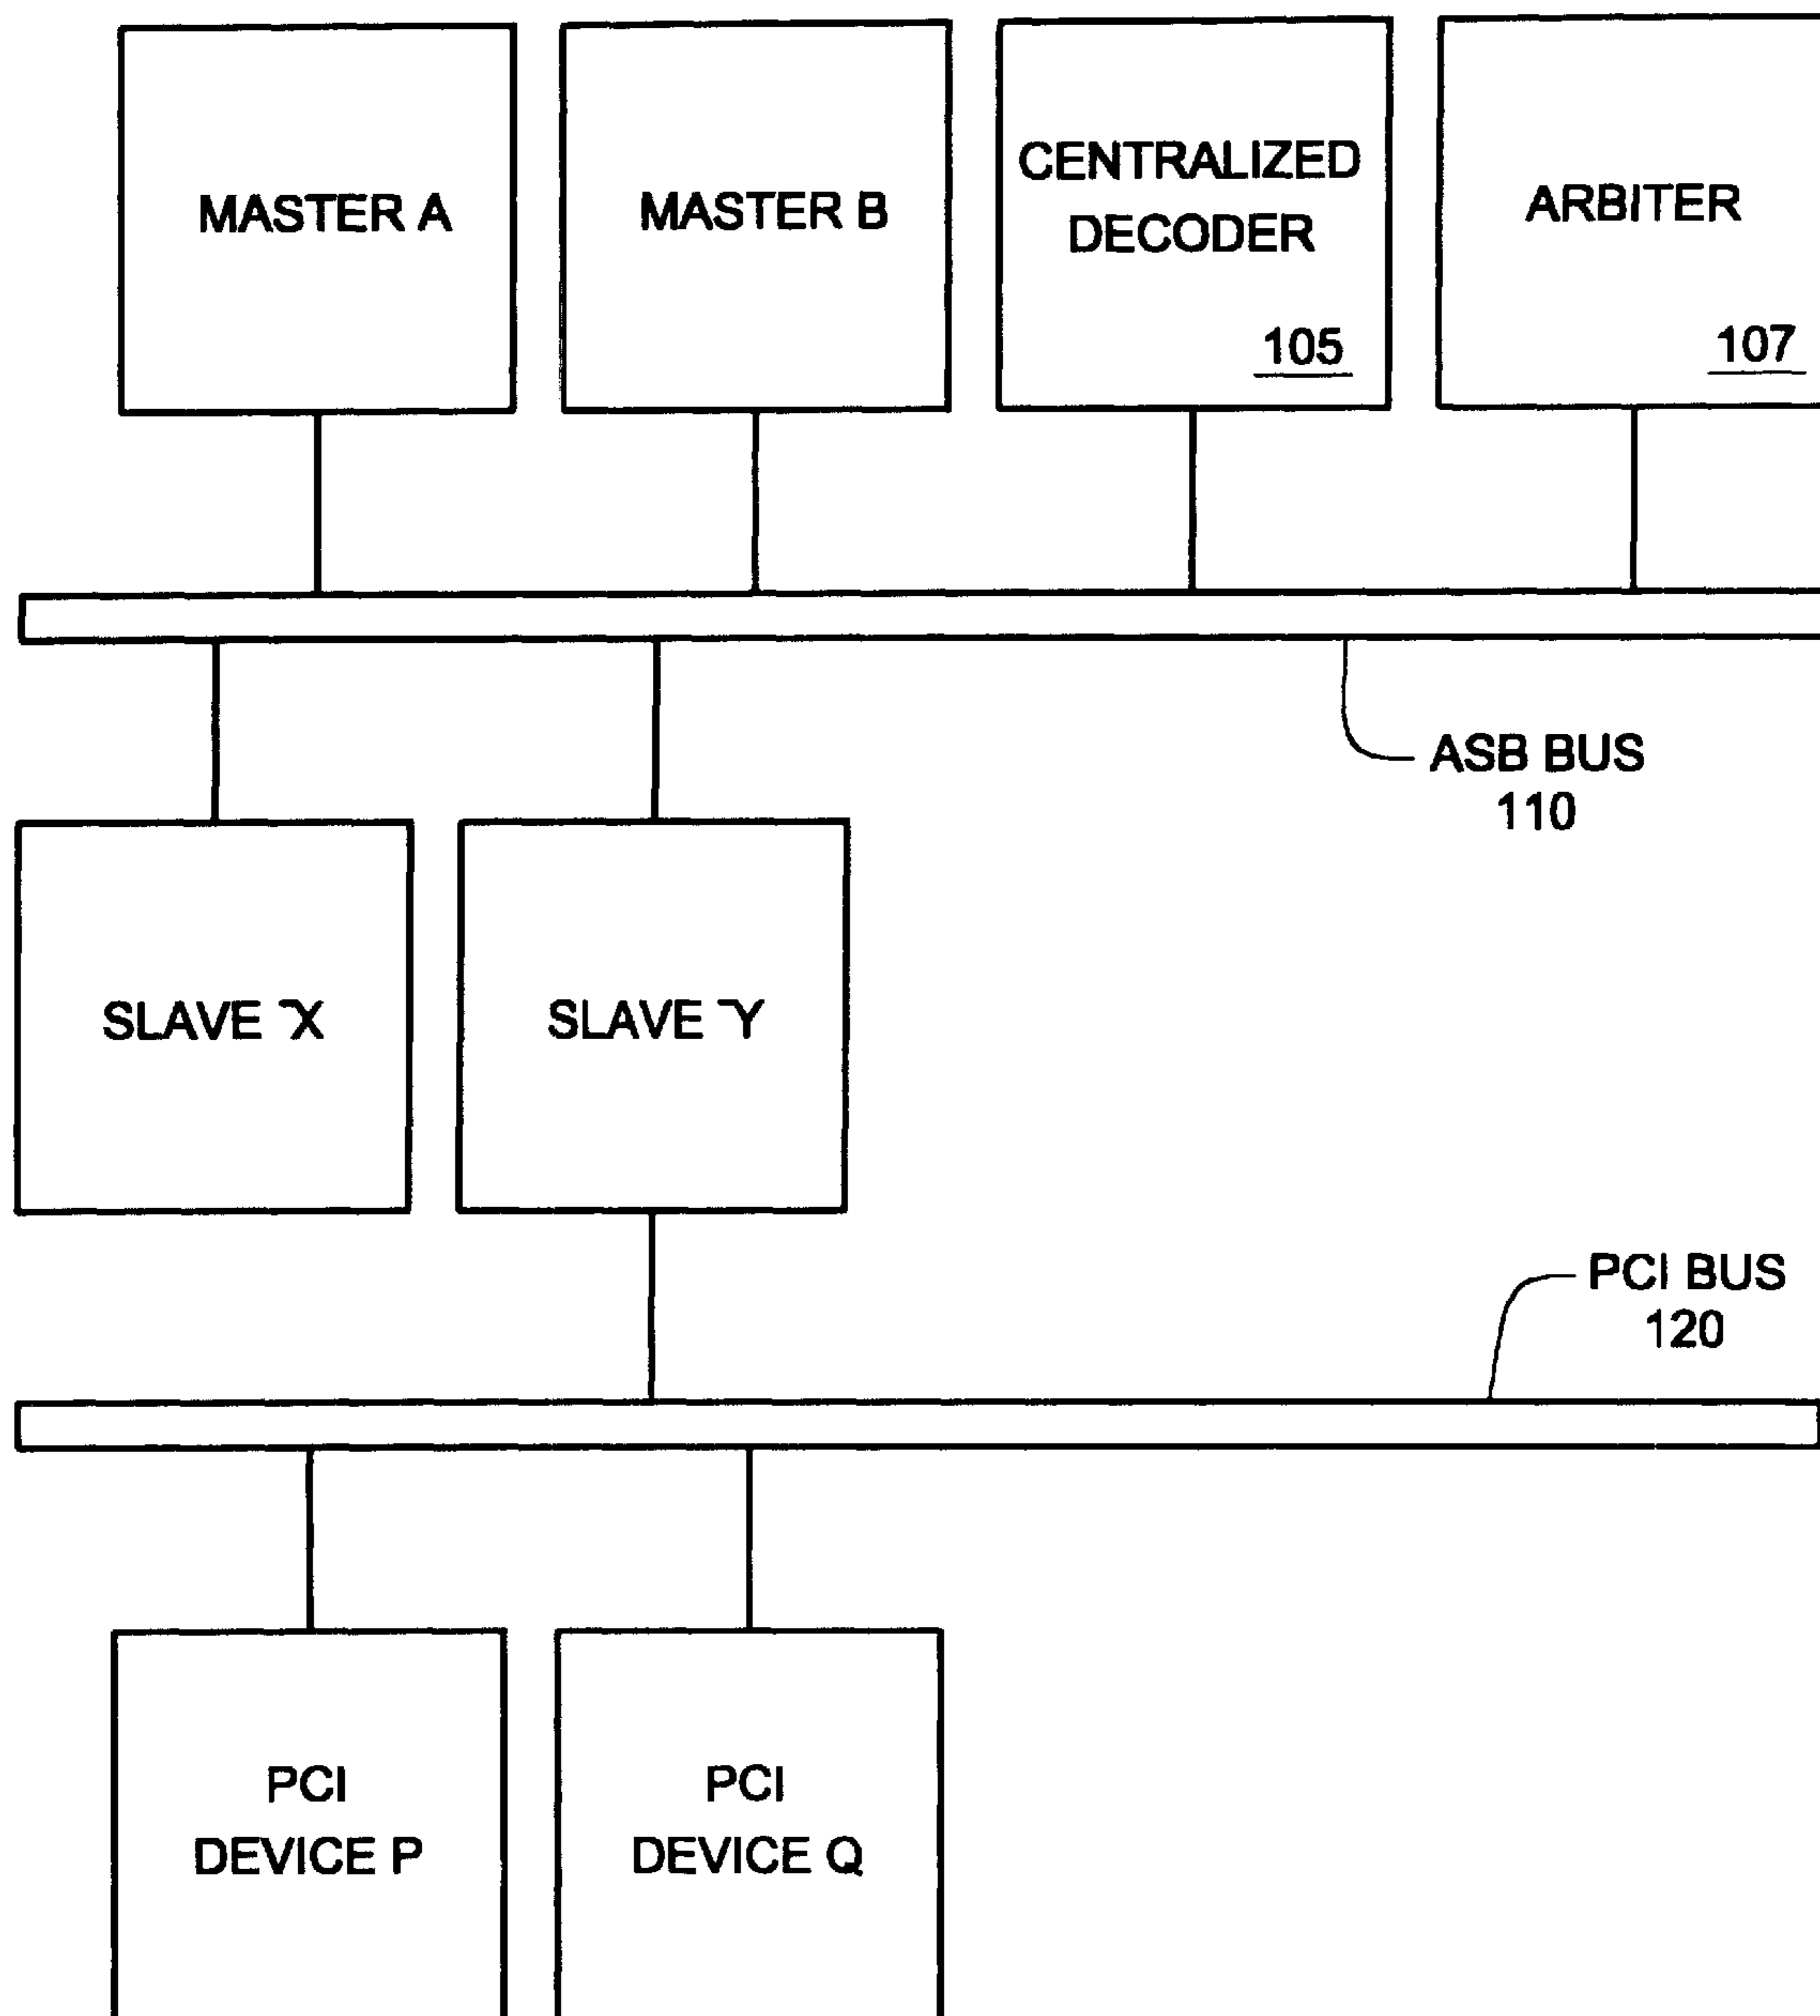 MASTER A
MASTER B
CENTRALIZED
DECODER
105
ARBITER
107
ASB BUS
110
SLAVE X
SLAVE Y
PCI BUS
120
PCI
DEVICE P
PCI
DEVICE Q